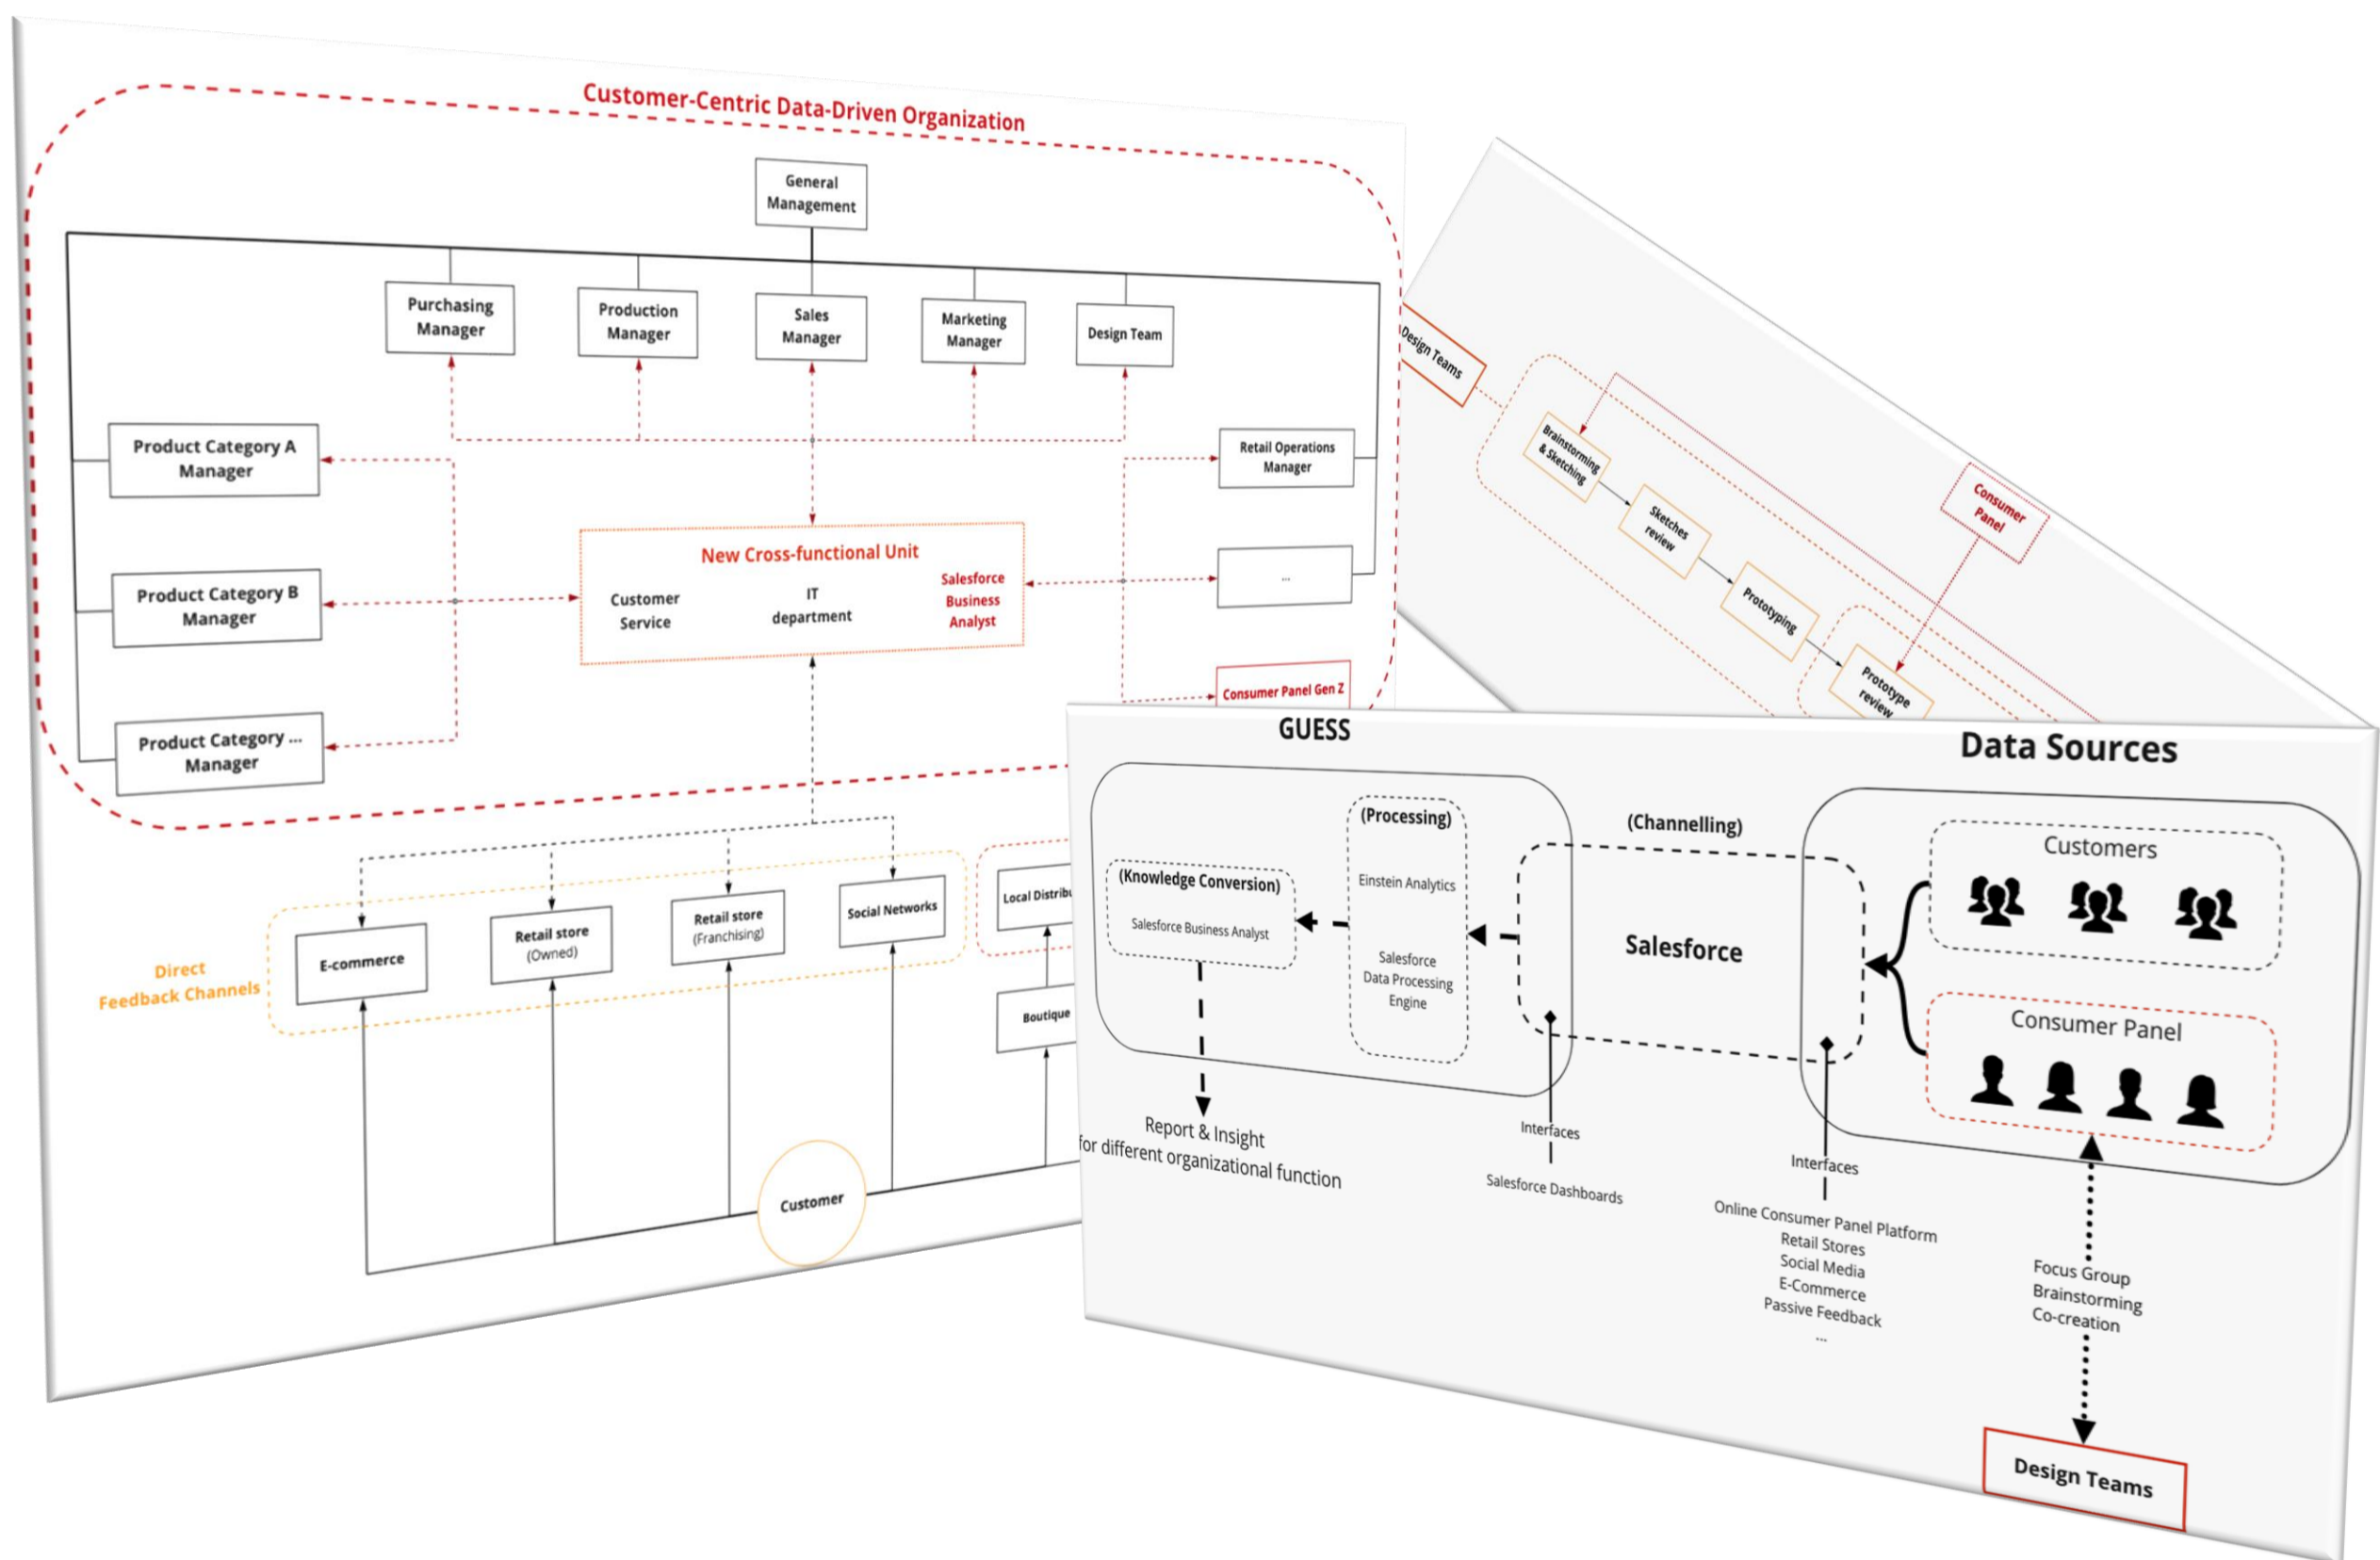 Customer-Centric Data-Driven Organization
General
Management
Purchasing
Manager
Production
Manager
Sales
Manager
Marketing
Manager
Design Team
Product Category A
Manager
Retail Operations
Manager
New Cross-functional Unit
Customer
Service
IT
department
Salesforce
Business
Analyst
...
Product Category B
Manager
Consumer Panel Gen Z
Product Category ...
Manager
Direct
Feedback Channels
E-commerce
Retail store
(Owned)
Retail store
(Franchising)
Social Networks
Local Distribu
Boutique
Customer
Design Teams
Brainstorming
& Sketching
Sketches
review
Prototyping
Prototype
review
Consumer
Panel
GUESS
Data Sources
(Knowledge Conversion)
Salesforce Business Analyst
(Processing)
Einstein Analytics
Salesforce
Data Processing
Engine
(Channelling)
Salesforce
Customers
Consumer Panel
Report & Insight
for different organizational function
Interfaces
Salesforce Dashboards
Interfaces
Online Consumer Panel Platform
Retail Stores
Social Media
E-Commerce
Passive Feedback
...
Focus Group
Brainstorming
Co-creation
Design Teams